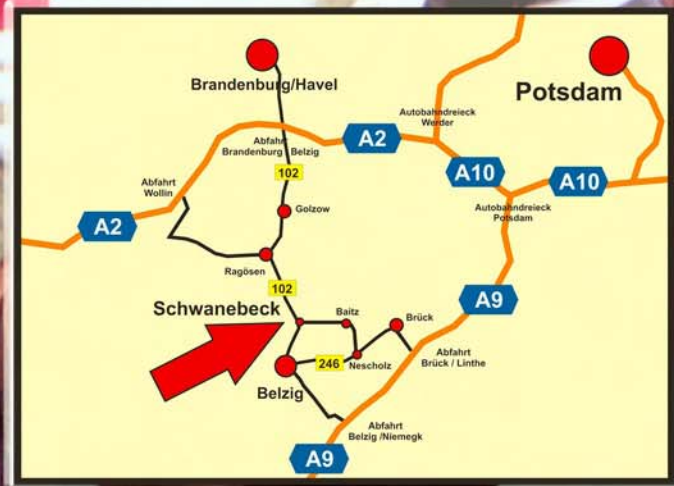 Brandenburg/Havel
Potsdam
Autobahndreieck
Werder
Abfahrt
Brandenburg Belzig
A2
102
A10
A10
Abfahrt
Wollin
Autobahndreieck
Potsdam
Golzow
A2
Ragösen
102
A9
Schwanebeck
Baitz
Brück
246
Nescholz
Abfahrt
Brück / Linthe
Belzig
Abfahrt
Belzig /Niemegk
A9